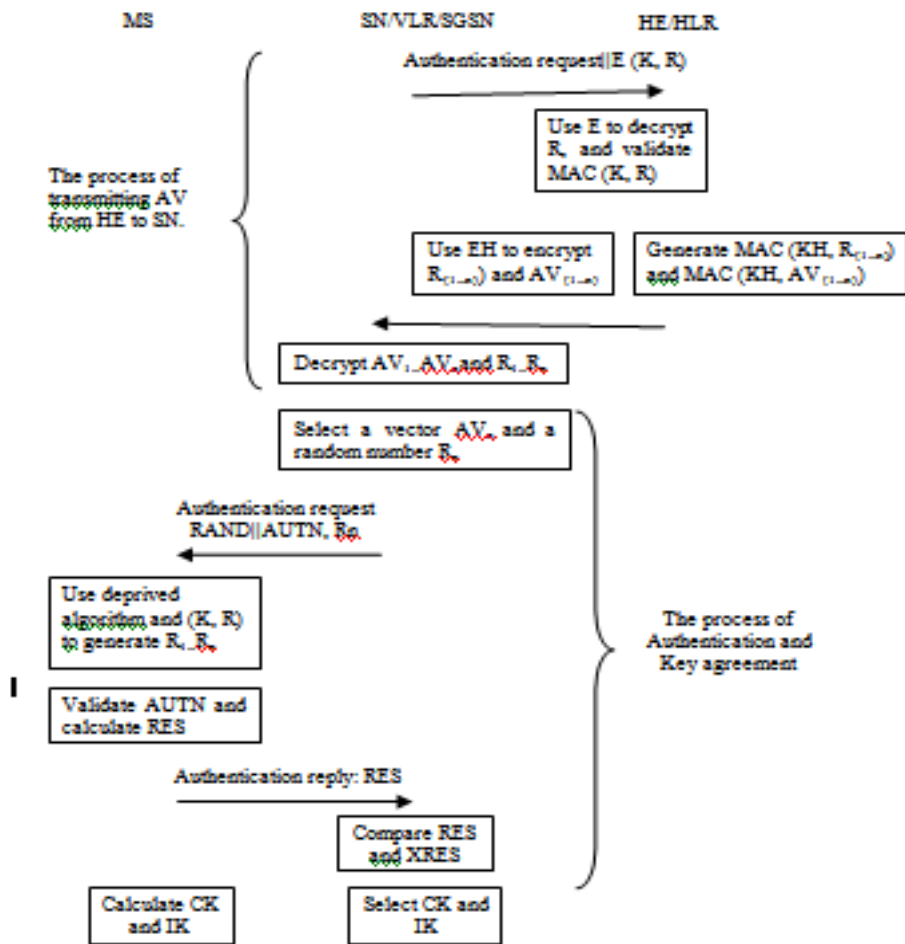 MS SN/VLR/SGSN HE/HLR
Authentication request||E (K, R)
Use E to decrypt
R, and validate
MAC (K, R)
The process of
transmitting AV
from HE to SN.
Use EH to encrypt
R(1...n)) and AV(1...n)
Generate MAC (KH, R(1...n))
and MAC (KH, AV(1...n))
Decrypt AV1...AVn and R1...Rn
Select a vector AVn and a
random number Rn
Authentication request
RAND||AUTN, Rn
Use deprived
algorithm and (K, R)
to generate R1...Rn
The process of
Authentication and
Key agreement
Validate AUTN and
calculate RES
Authentication reply: RES
Compare RES
and XRES
Calculate CK
and IK
Select CK and
IK